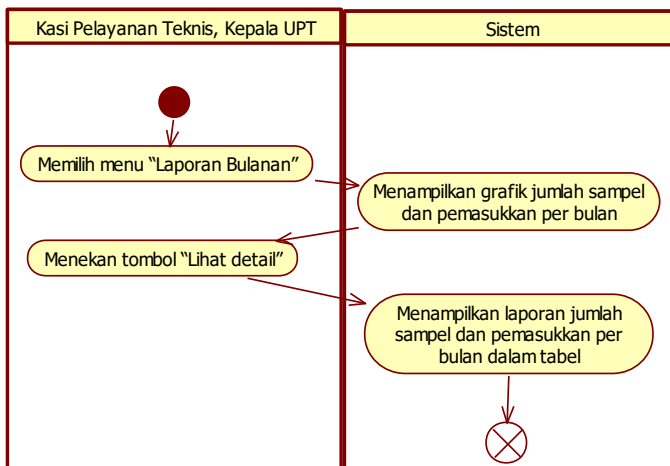 Kasi Pelayanan Teknis, Kepala UPT
Sistem
Memilih menu “Laporan Bulanan”
Menampilkan grafik jumlah sampel
dan pemasukkan per bulan
Menekan tombol “Lihat detail”
Menampilkan laporan jumlah
sampel dan pemasukkan per
bulan dalam tabel